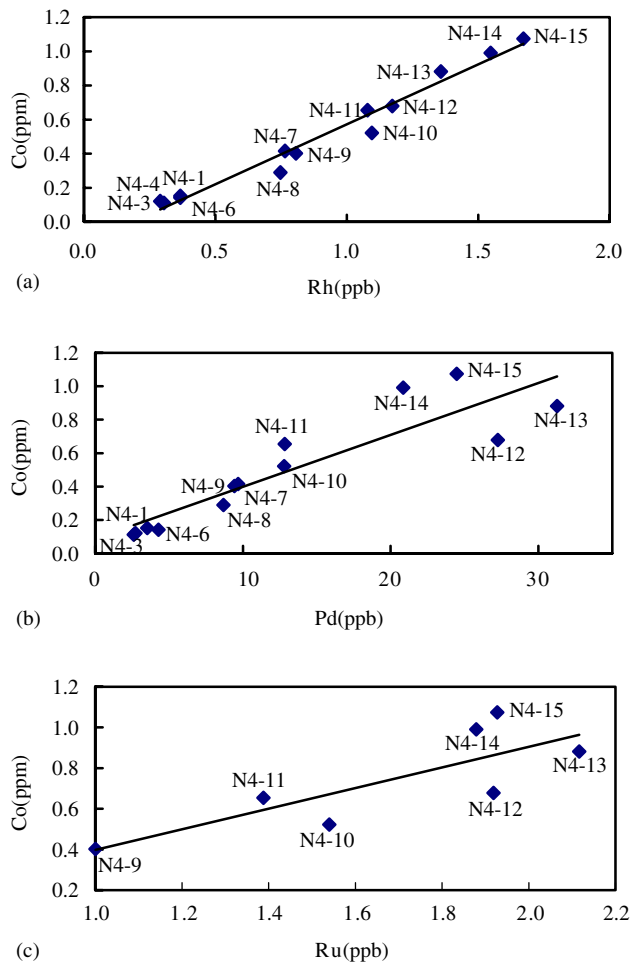 1.2
N4-14
N4-15
1.0
N4-13
0.8
N4-11
N4-12
Co(ppm)
0.6
N4-7
N4-10
0.4
N4-9
N4-4
N4-1
N4-8
0.2
N4-3
N4-6
0.0
0.0
0.5
1.0
1.5
2.0
(a)
Rh(ppb)
1.2
N4-15
1.0
N4-14
N4-13
0.8
N4-11
Co(ppm)
0.6
N4-12
N4-10
0.4
N4-9
N4-7
N4-1
N4-8
0.2
N4-6
N4-3
0.0
0
10
20
30
(b)
Pd(ppb)
1.2
N4-15
1.0
N4-14
N4-13
0.8
N4-11
Co(ppm)
N4-12
0.6
N4-10
0.4
N4-9
0.2
1.0
1.2
1.4
1.6
1.8
2.0
2.2
(c)
Ru(ppb)